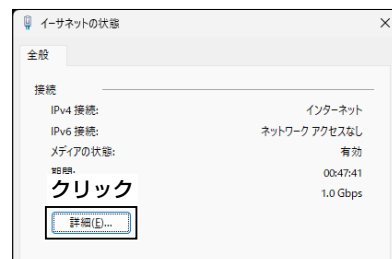 イーサネットの状態
全般
接続
IPv4 接続: インターネット
IPv6 接続: ネットワーク アクセスなし
メディアの状態: 有効
期間: 00:47:41
クリック
1.0 Gbps
詳細(E)...